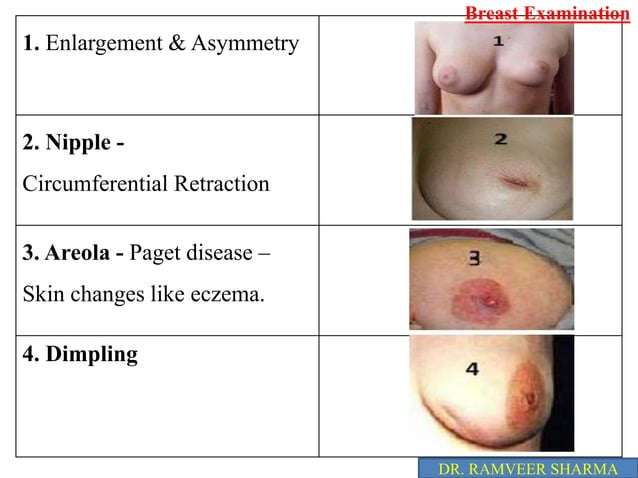 Breast Examination
1. Enlargement & Asymmetry
1
2. Nipple -
Circumferential Retraction
2
3. Areola - Paget disease –
Skin changes like eczema.
3
4. Dimpling
4
DR. RAMVEER SHARMA